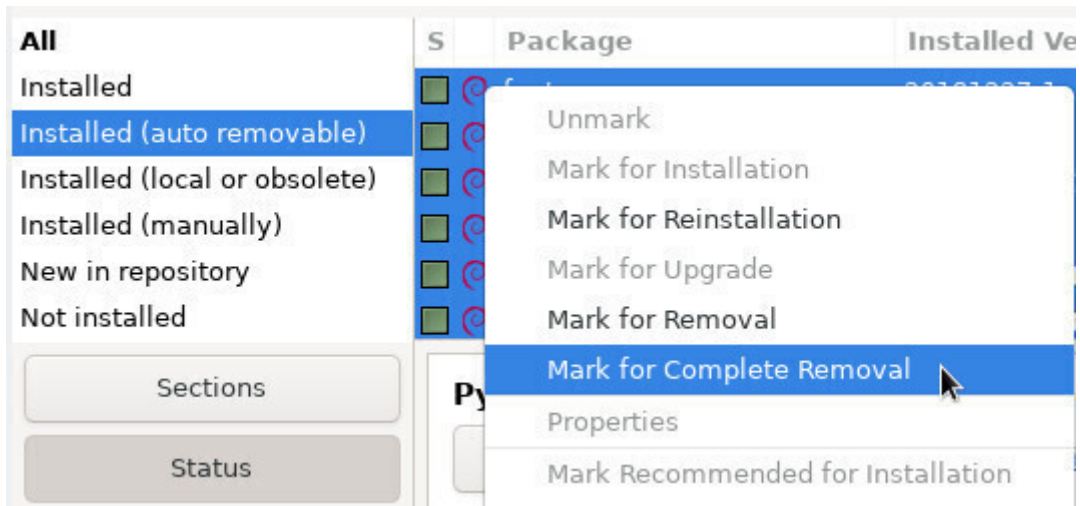 All
Installed
Installed (auto removable)
Installed (local or obsolete)
Installed (manually)
New in repository
Not installed
Sections
Status
S Package Installed Ve
Unmark
Mark for Installation
Mark for Reinstallation
Mark for Upgrade
Mark for Removal
Mark for Complete Removal
Properties
Mark Recommended for Installation
Py